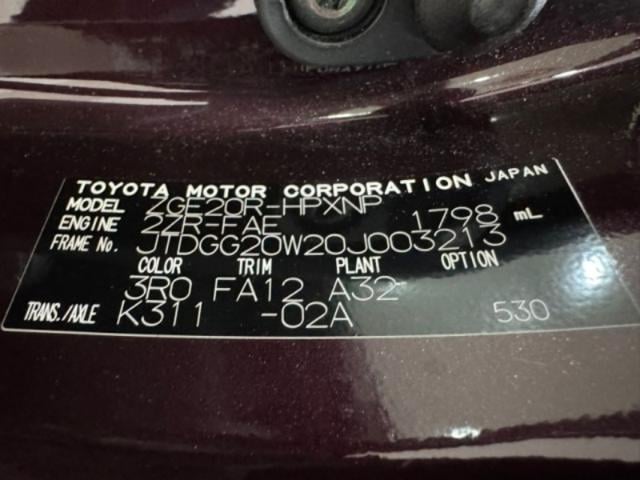 TOYOTA MOTOR CORPORATION JAPAN
MODEL ZGE20R-HPXNP
ENGINE 2ZR-FAE 1798 mL
FRAME No. JTDGG20W20J003213
COLOR TRIM PLANT OPTION
3R0 FA12 A32
TRANS./AXLE K311 -02A 530